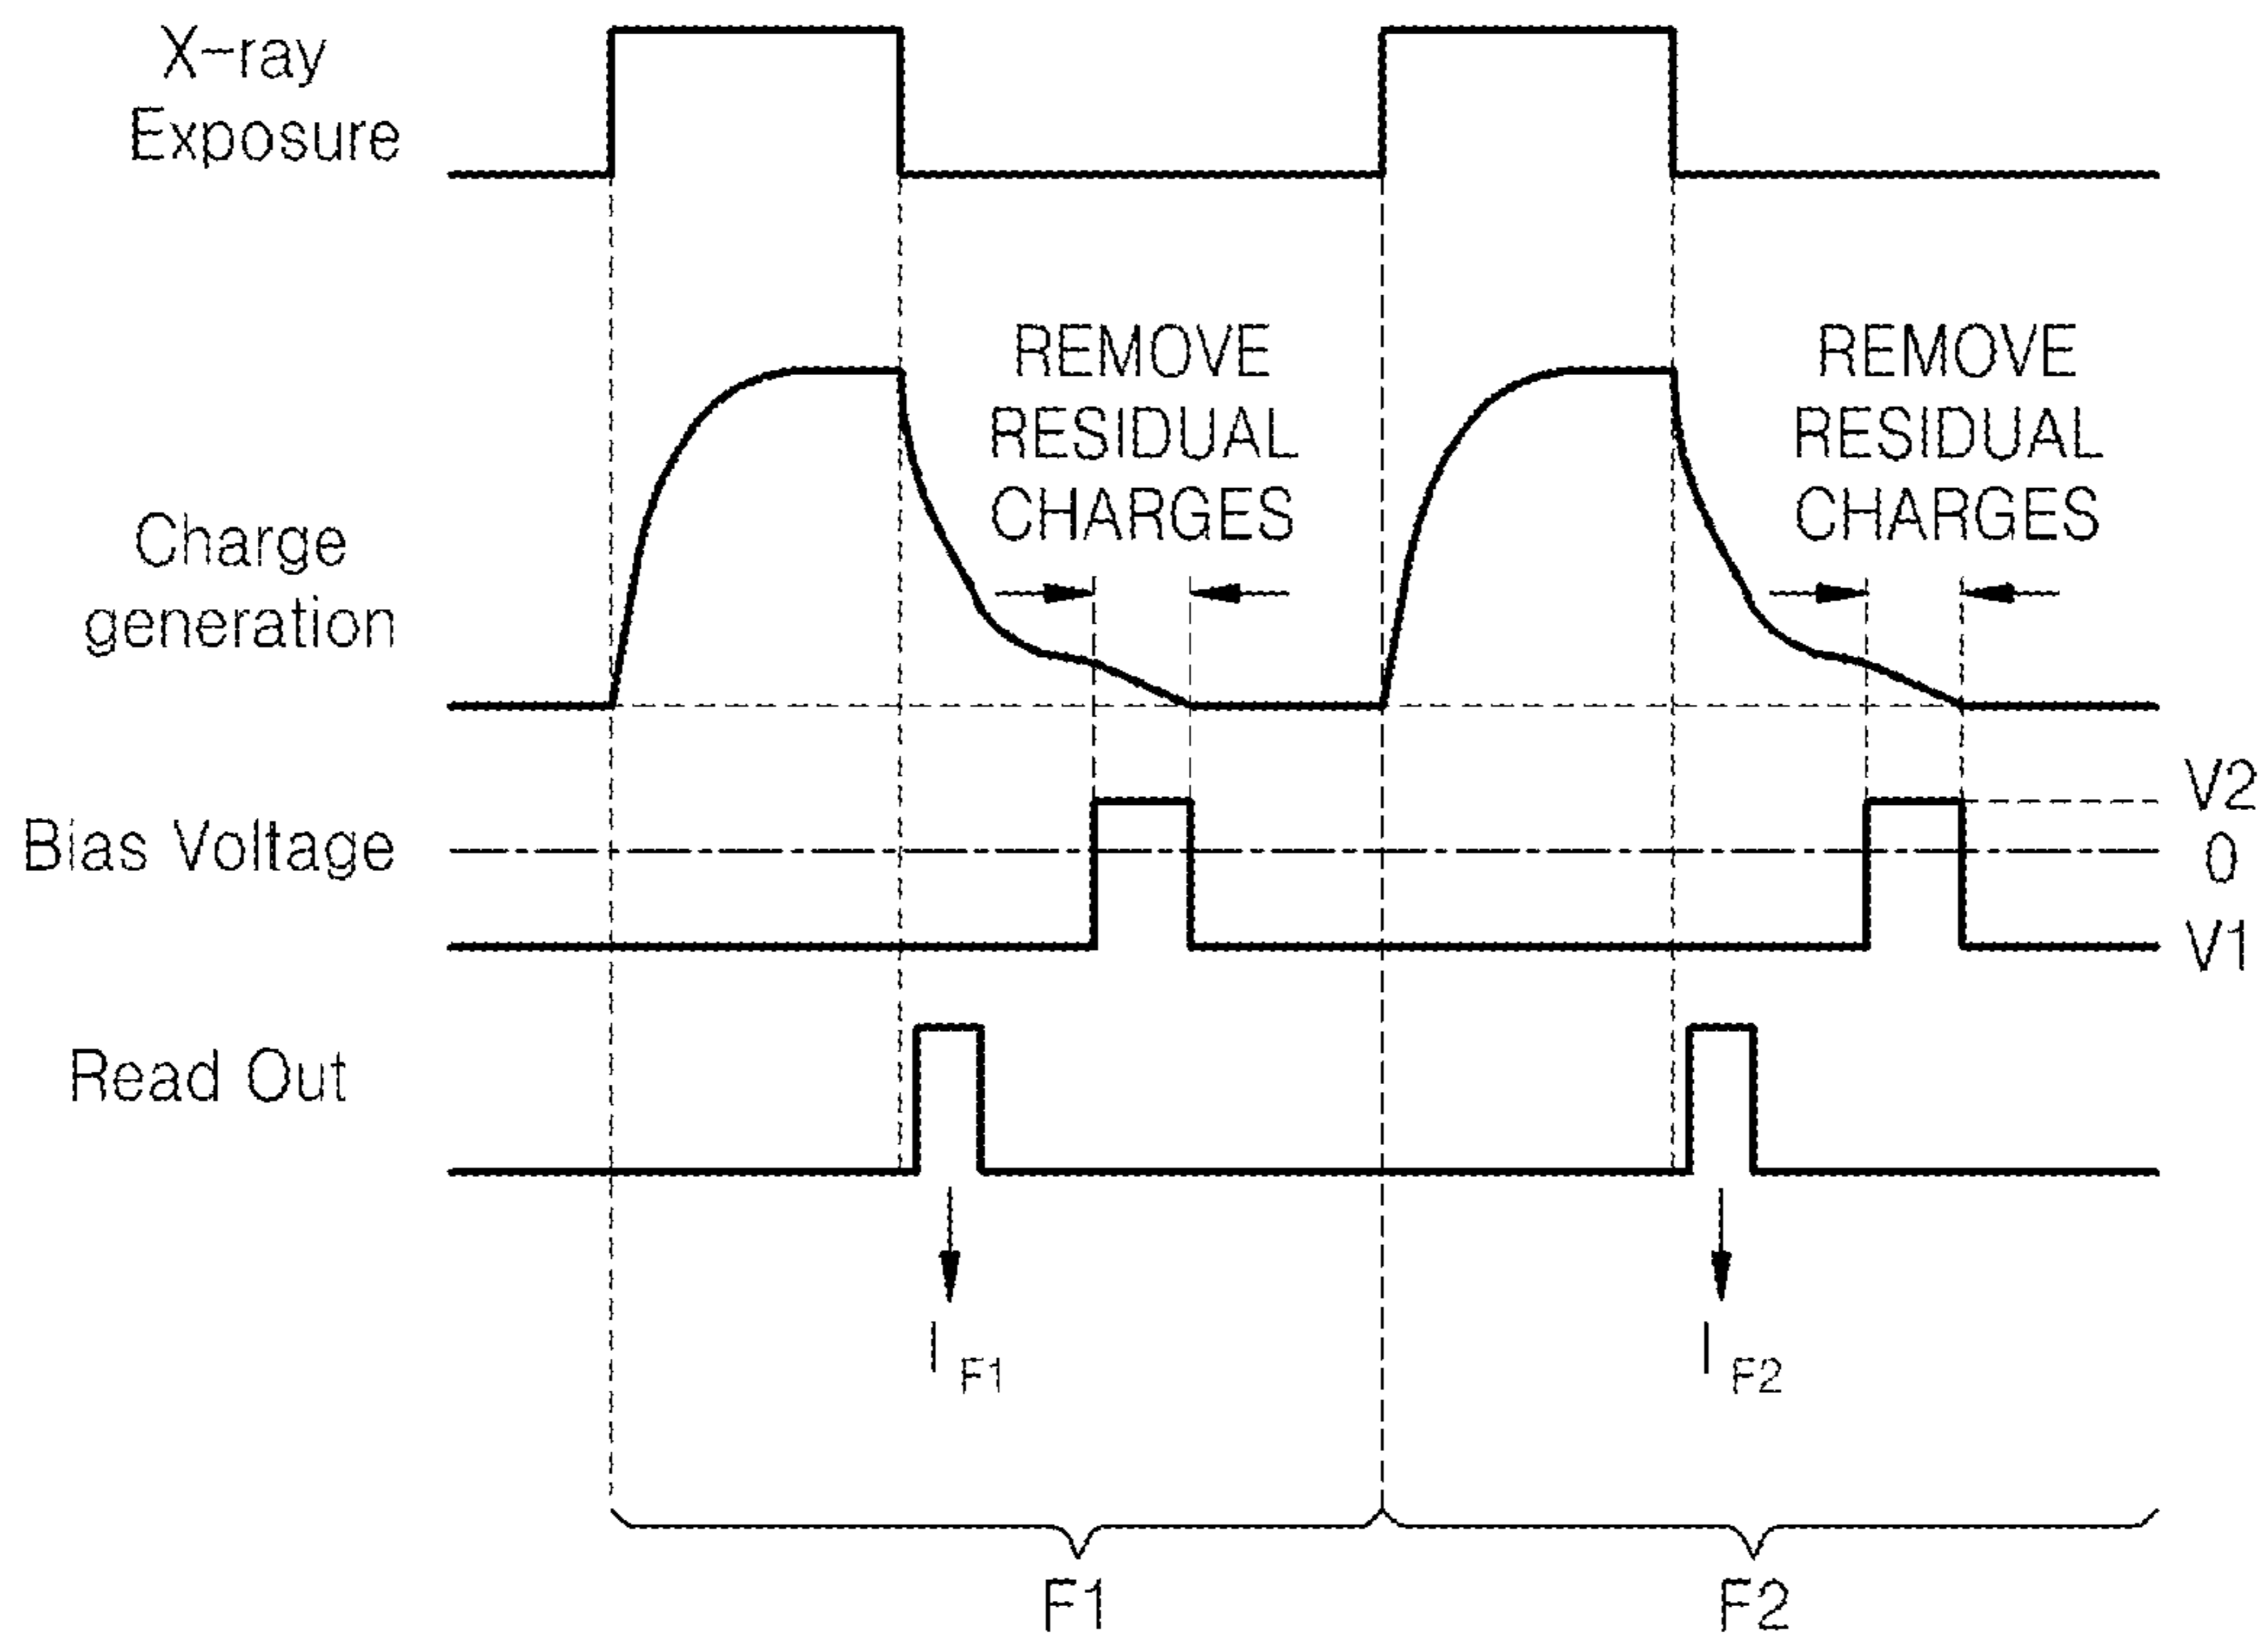 X-ray
Exposure
REMOVE
RESIDUAL
CHARGES
REMOVE
RESIDUAL
CHARGES
Charge
generation
V2
Bias Voltage
0
V1
Read Out
I F1
I F2
F1
F2